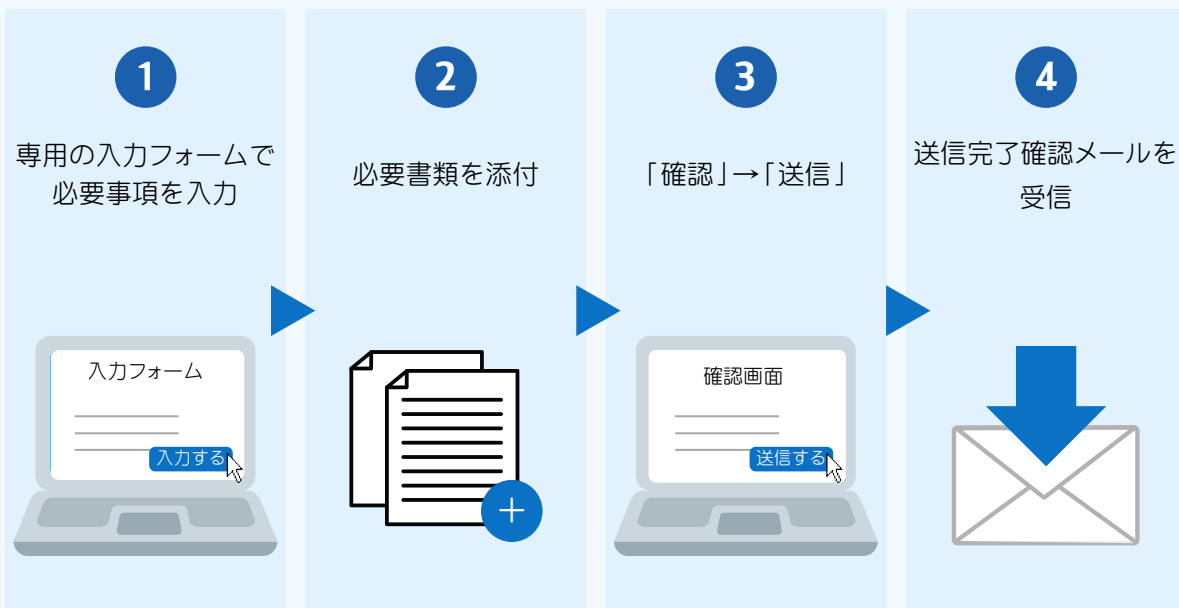 1
専用の入力フォームで
必要事項を入力
入力フォーム
入力する
2
必要書類を添付
3
「確認」→「送信」
確認画面
送信する
4
送信完了確認メールを
受信